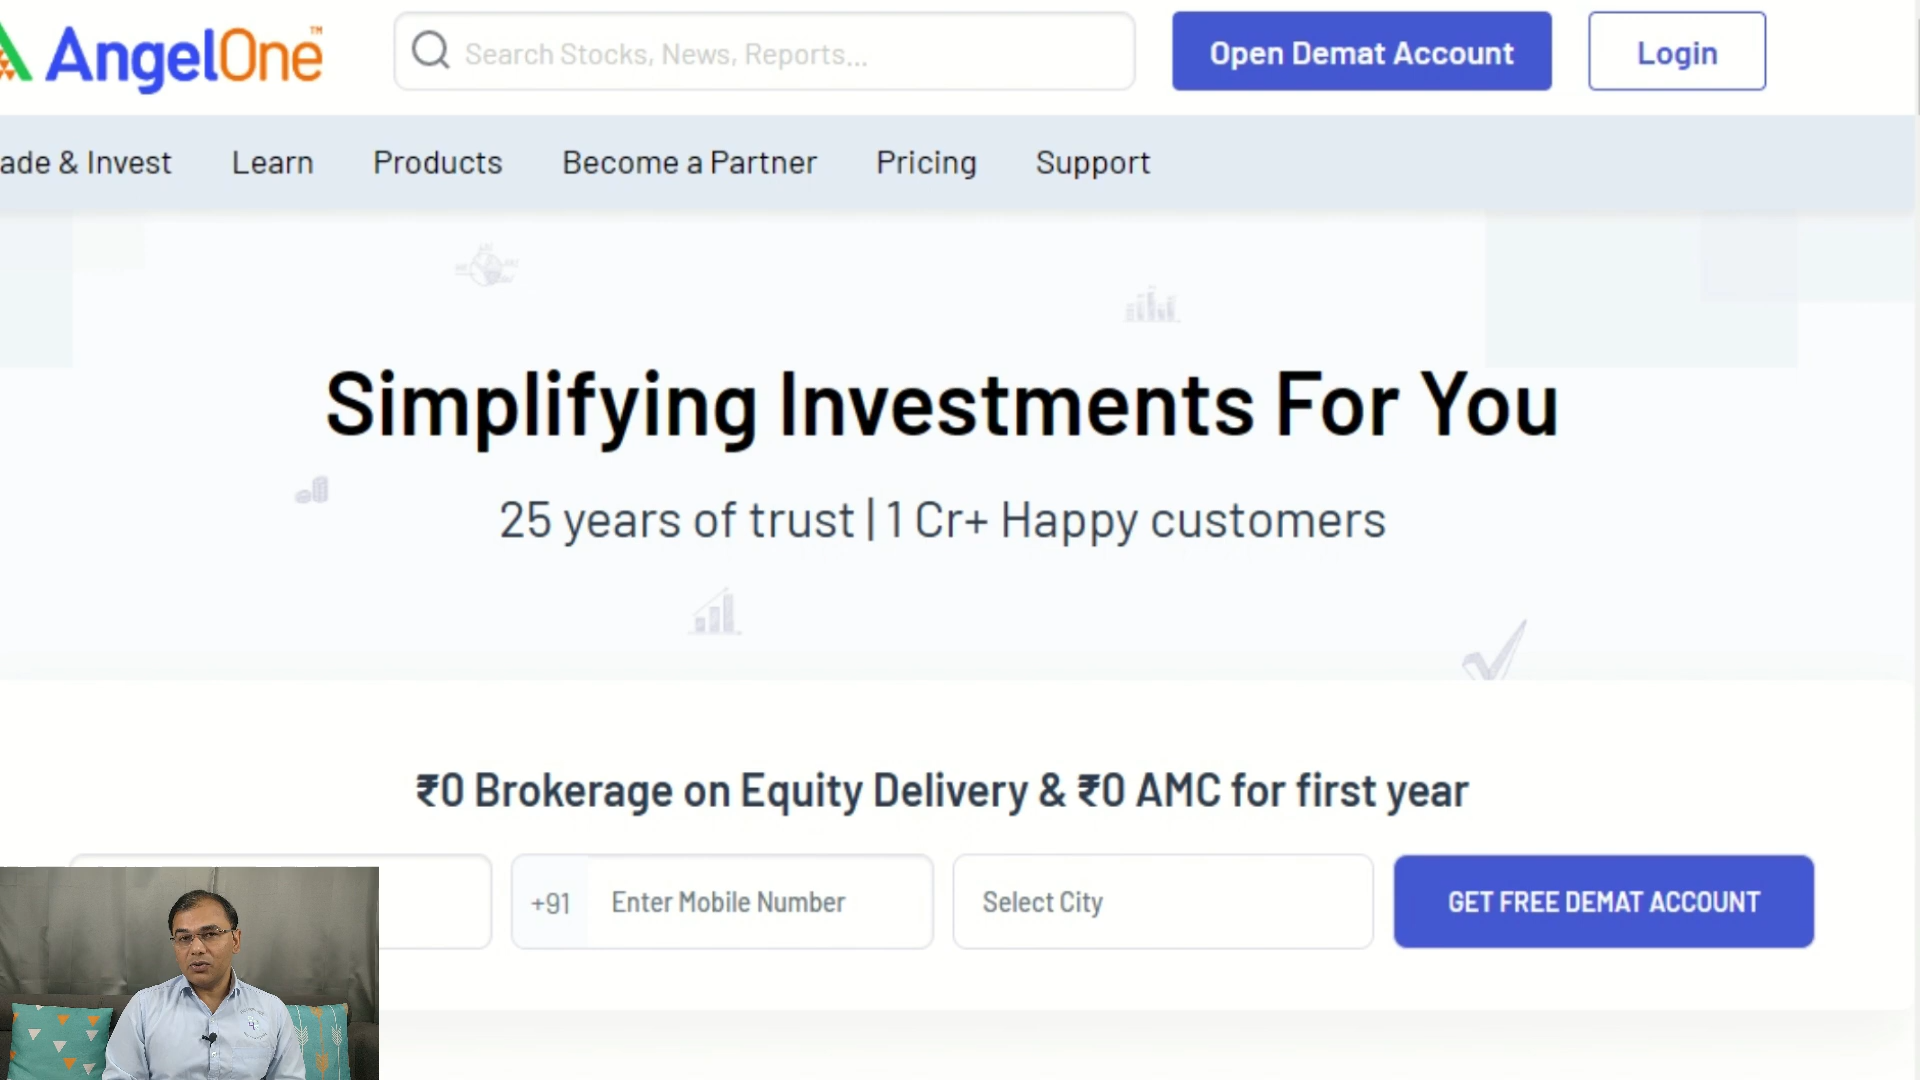 AngelOne™
Search Stocks, News, Reports...
Open Demat Account
Login
ade & Invest
Learn
Products
Become a Partner
Pricing
Support
Simplifying Investments For You
25 years of trust | 1 Cr+ Happy customers
₹0 Brokerage on Equity Delivery & ₹0 AMC for first year
+91
Enter Mobile Number
Select City
GET FREE DEMAT ACCOUNT